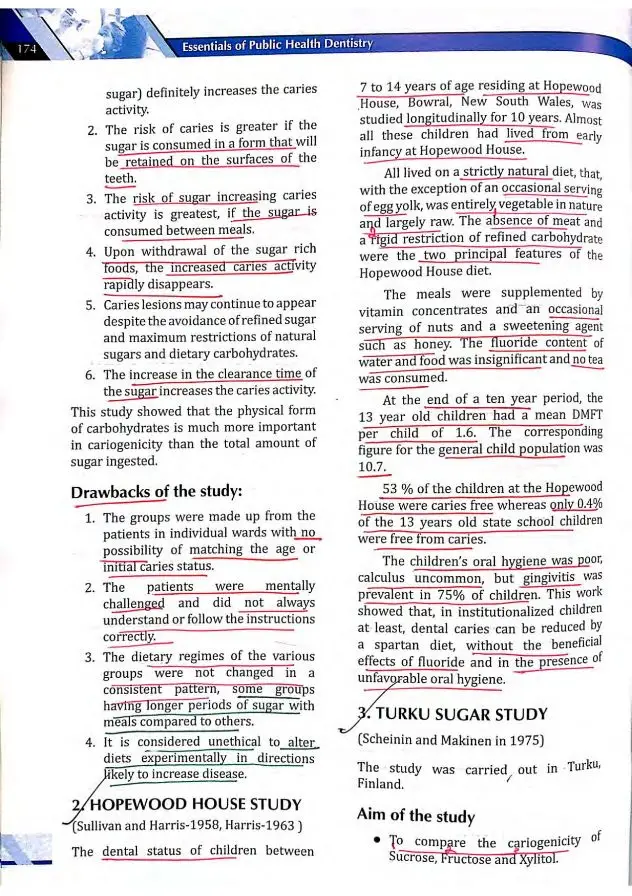 174
Essentials of Public Health Dentistry
sugar) definitely increases the caries
activity.
2. The risk of caries is greater if the
sugar is consumed in a form that will
be retained on the surfaces of the
teeth.
3. The risk of sugar increasing caries
activity is greatest, if the sugar is
consumed between meals.
4. Upon withdrawal of the sugar rich
foods, the increased caries activity
rapidly disappears.
5. Caries lesions may continue to appear
despite the avoidance of refined sugar
and maximum restrictions of natural
sugars and dietary carbohydrates.
6. The increase in the clearance time of
the sugar increases the caries activity.
This study showed that the physical form
of carbohydrates is much more important
in cariogenicity than the total amount of
sugar ingested.
Drawbacks of the study:
1. The groups were made up from the
patients in individual wards with no
possibility of matching the age or
initial caries status.
2. The patients were mentally
challenged and did not always
understand or follow the instructions
correctly.
3. The dietary regimes of the various
groups were not changed in a
consistent pattern, some groups
having longer periods of sugar with
meals compared to others.
4. It is considered unethical to alter
diets experimentally in directions
likely to increase disease.
2. HOPEWOOD HOUSE STUDY
(Sullivan and Harris-1958, Harris-1963 )
The dental status of children between
7 to 14 years of age residing at Hopewood
House, Bowral, New South Wales, was
studied longitudinally for 10 years. Almost
all these children had lived from early
infancy at Hopewood House.
All lived on a strictly natural diet, that,
with the exception of an occasional serving
of egg yolk, was entirely vegetable in nature
and largely raw. The absence of meat and
a rigid restriction of refined carbohydrate
were the two principal features of the
Hopewood House diet.
The meals were supplemented by
vitamin concentrates and an occasional
serving of nuts and a sweetening agent
such as honey. The fluoride content of
water and food was insignificant and no tea
was consumed.
At the end of a ten year period, the
13 year old children had a mean DMFT
per child of 1.6. The corresponding
figure for the general child population was
10.7.
53 % of the children at the Hopewood
House were caries free whereas only 0.4%
of the 13 years old state school children
were free from caries.
The children's oral hygiene was poor,
calculus uncommon, but gingivitis was
prevalent in 75% of children. This work
showed that, in institutionalized children
at least, dental caries can be reduced by
a spartan diet, without the beneficial
effects of fluoride and in the presence of
unfavorable oral hygiene.
3. TURKU SUGAR STUDY
(Scheinin and Makinen in 1975)
The study was carried out in Turku,
Finland.
Aim of the study
• To compare the cariogenicity of
Sucrose, Fructose and Xylitol.